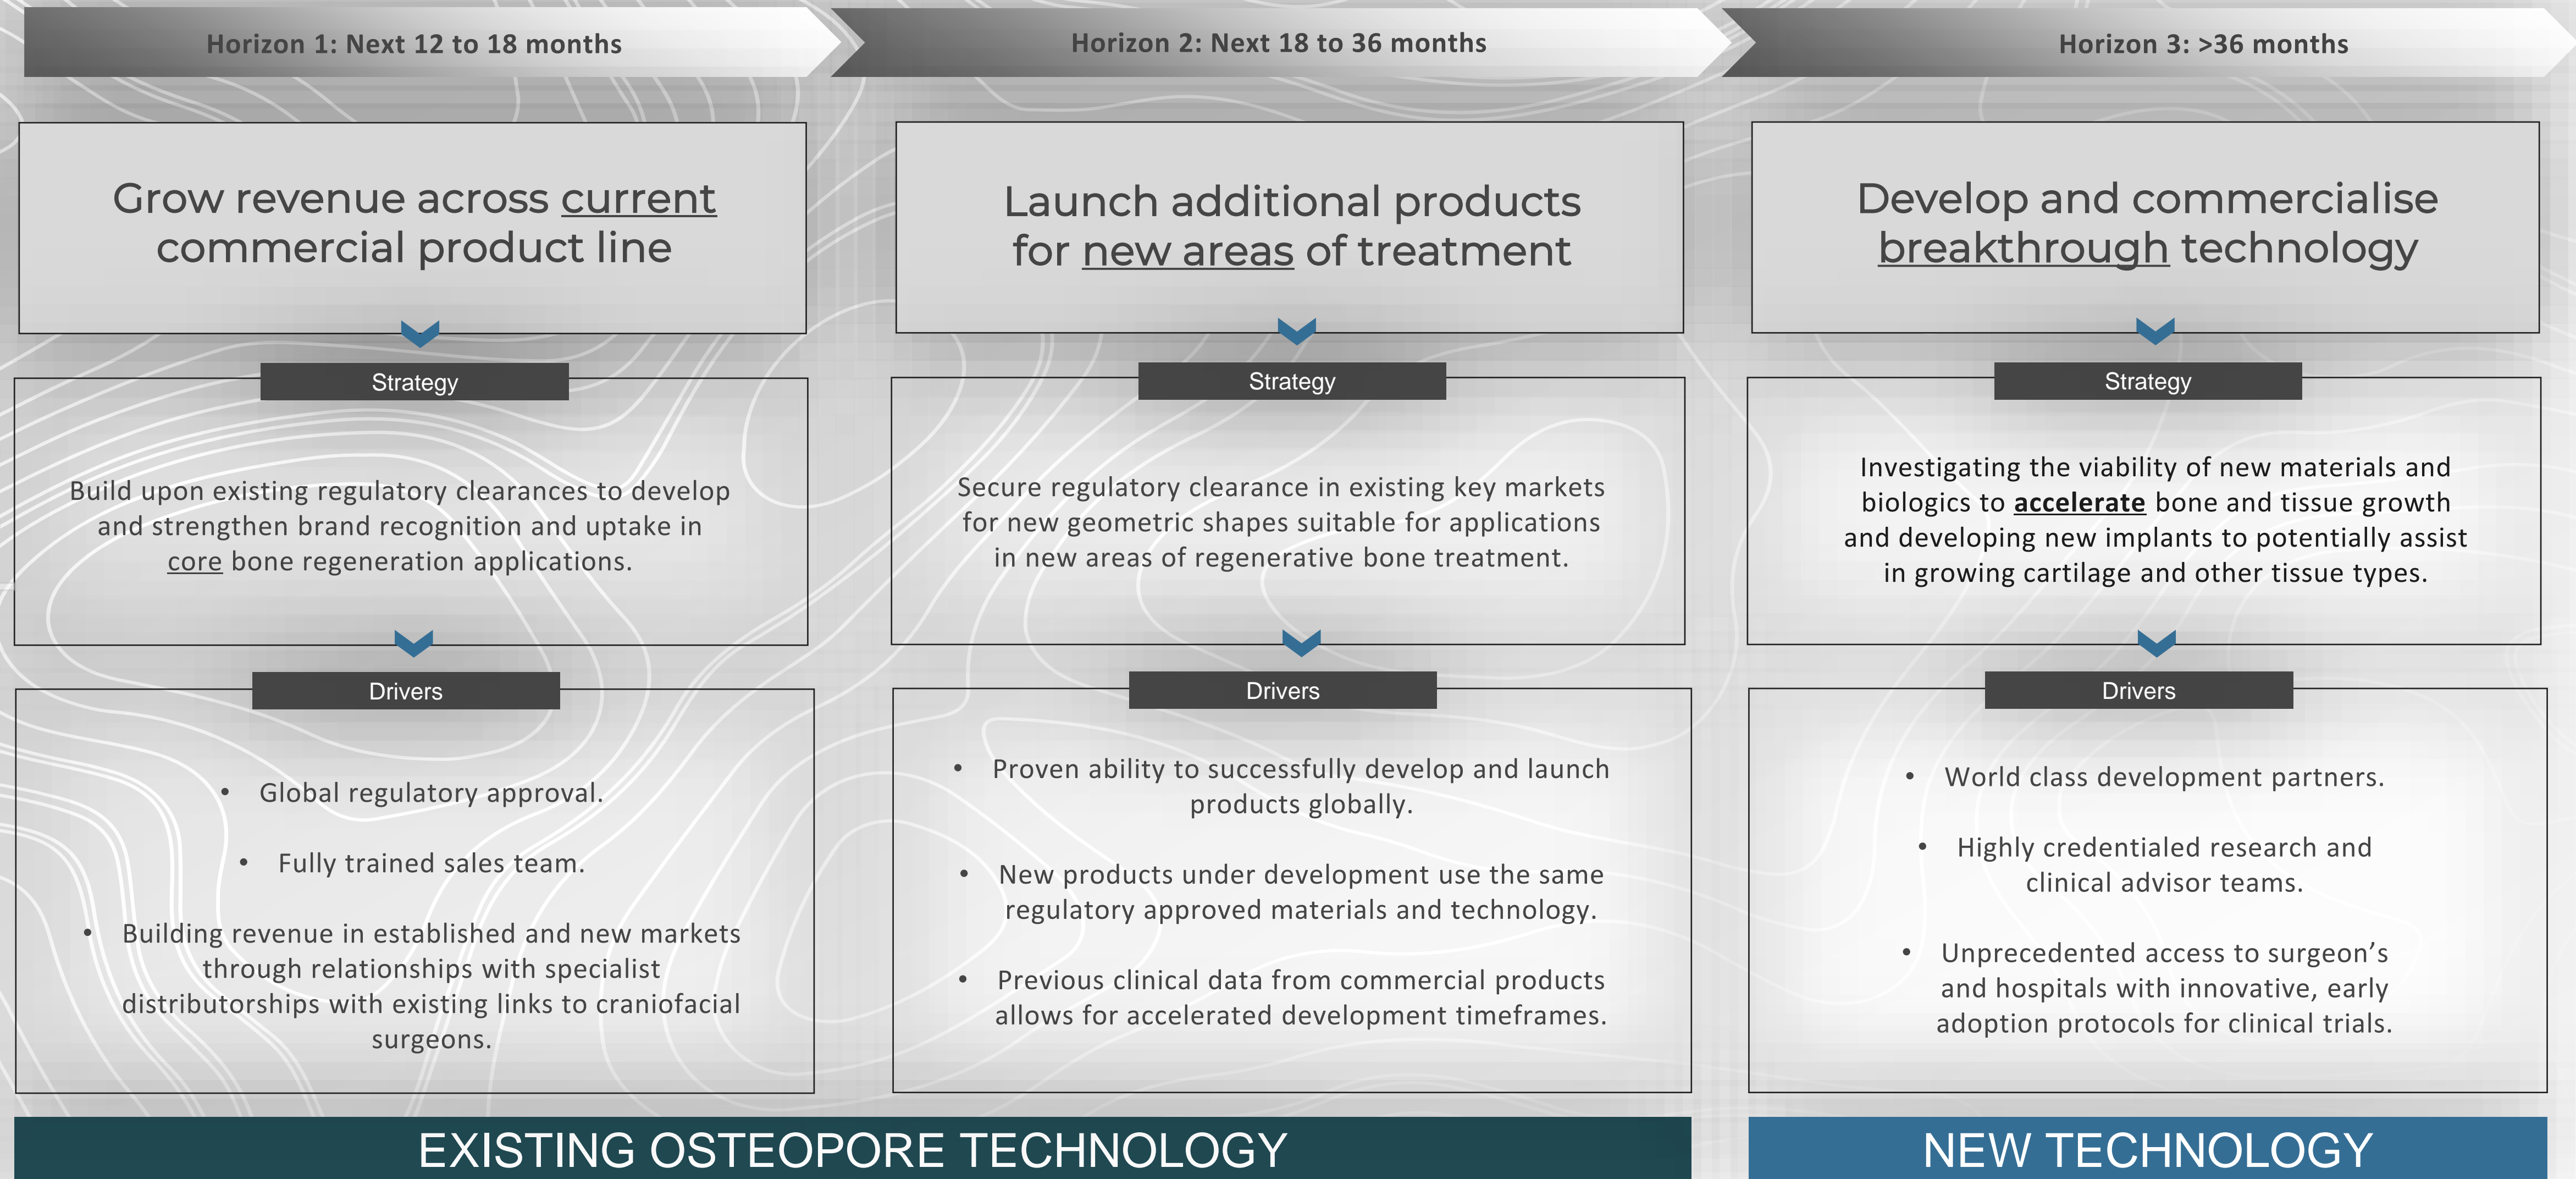 Horizon 1: Next 12 to 18 months
Horizon 2: Next 18 to 36 months
Horizon 3: >36 months
Grow revenue across current
commercial product line
Strategy
Build upon existing regulatory clearances to develop
and strengthen brand recognition and uptake in
core bone regeneration applications.
Drivers
• Global regulatory approval.
• Fully trained sales team.
• Building revenue in established and new markets
through relationships with specialist
distributorships with existing links to craniofacial
surgeons.
Launch additional products
for new areas of treatment
Strategy
Secure regulatory clearance in existing key markets
for new geometric shapes suitable for applications
in new areas of regenerative bone treatment.
Drivers
• Proven ability to successfully develop and launch
products globally.
• New products under development use the same
regulatory approved materials and technology.
• Previous clinical data from commercial products
allows for accelerated development timeframes.
Develop and commercialise
breakthrough technology
Strategy
Investigating the viability of new materials and
biologics to accelerate bone and tissue growth
and developing new implants to potentially assist
in growing cartilage and other tissue types.
Drivers
• World class development partners.
• Highly credentialed research and
clinical advisor teams.
• Unprecedented access to surgeon’s
and hospitals with innovative, early
adoption protocols for clinical trials.
EXISTING OSTEOPORE TECHNOLOGY
NEW TECHNOLOGY